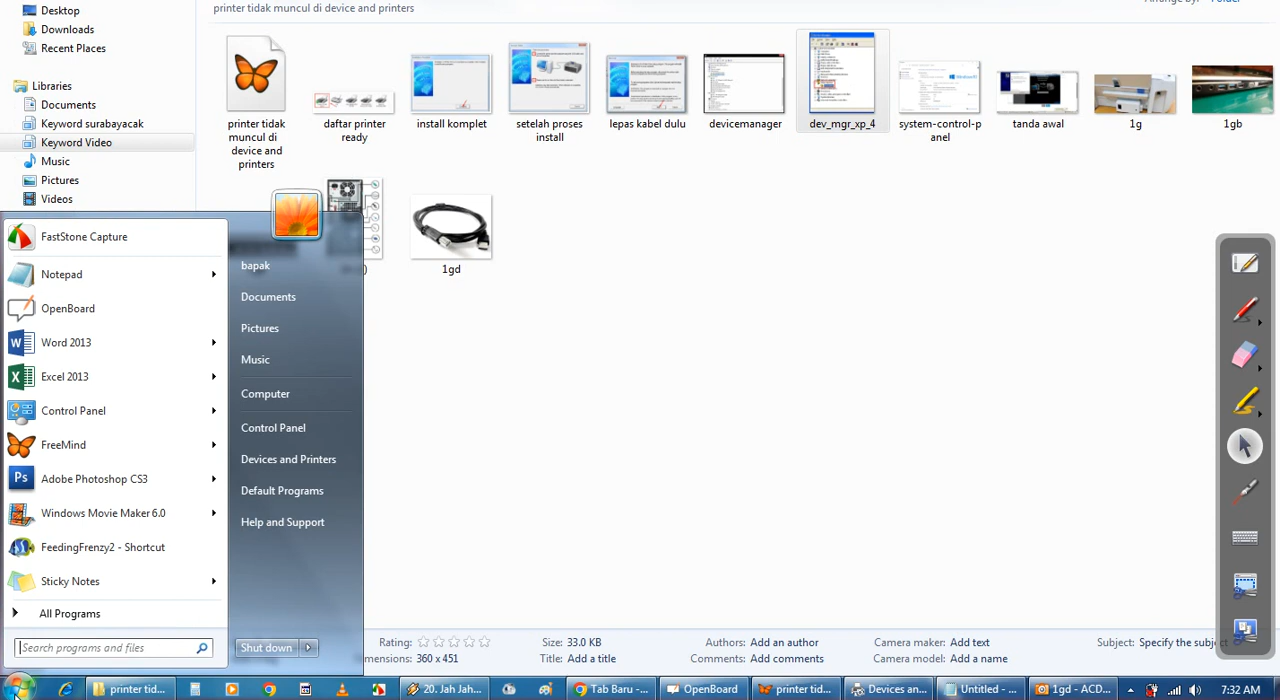 printer tidak muncul di device and printers
Desktop
Downloads
Recent Places
Libraries
Documents
Keyword surabayacak
Keyword Video
Music
Pictures
Videos
printer tidak
muncul di
device and
printers
daftar printer
ready
install komplet
setelah proses
install
lepas kabel dulu
devicemanager
dev_mgr_xp_4
system-control-p
anel
tanda awal
1g
1gb
1gd
FastStone Capture
Notepad
OpenBoard
Word 2013
Excel 2013
Control Panel
FreeMind
Adobe Photoshop CS3
Windows Movie Maker 6.0
FeedingFrenzy2 - Shortcut
Sticky Notes
All Programs
Search programs and files
bapak
Documents
Pictures
Music
Computer
Control Panel
Devices and Printers
Default Programs
Help and Support
Shut down
Rating:
Size: 33.0 KB
Authors: Add an author
Camera maker: Add text
Subject: Specify the subj
mensions: 360 x 451
Title: Add a title
Comments: Add comments
Camera model: Add a name
printer tid...
20. Jah Jah...
Tab Baru - ...
OpenBoard
printer tid...
Devices an...
Untitled - ...
1gd - ACD...
7:32 AM